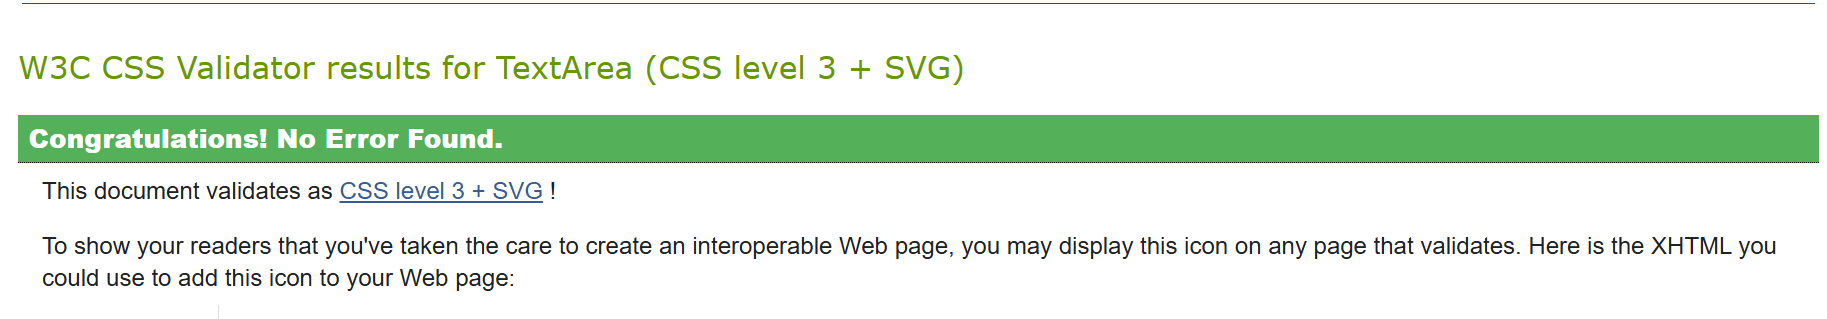 W3C CSS Validator results for TextArea (CSS level 3 + SVG)
Congratulations! No Error Found.
This document validates as CSS level 3 + SVG !
To show your readers that you've taken the care to create an interoperable Web page, you may display this icon on any page that validates. Here is the XHTML you
could use to add this icon to your Web page: